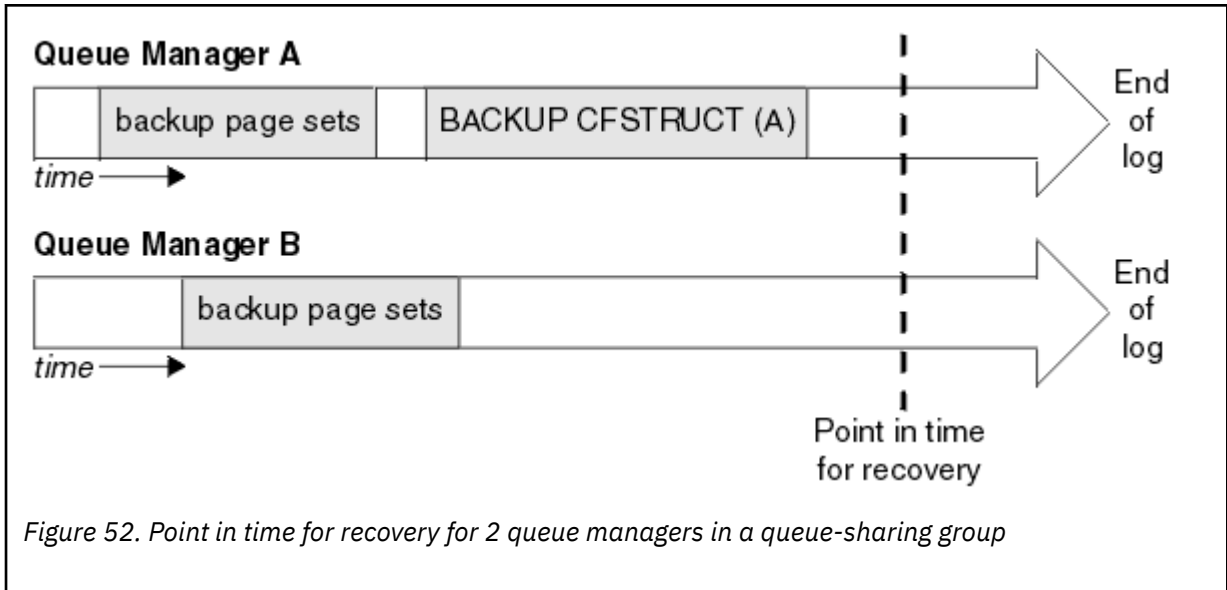 Queue Manager A
backup page sets
BACKUP CFSTRUCT (A)
End
of
log
time
Queue Manager B
backup page sets
End
of
log
time
Point in time
for recovery
Figure 52. Point in time for recovery for 2 queue managers in a queue-sharing group